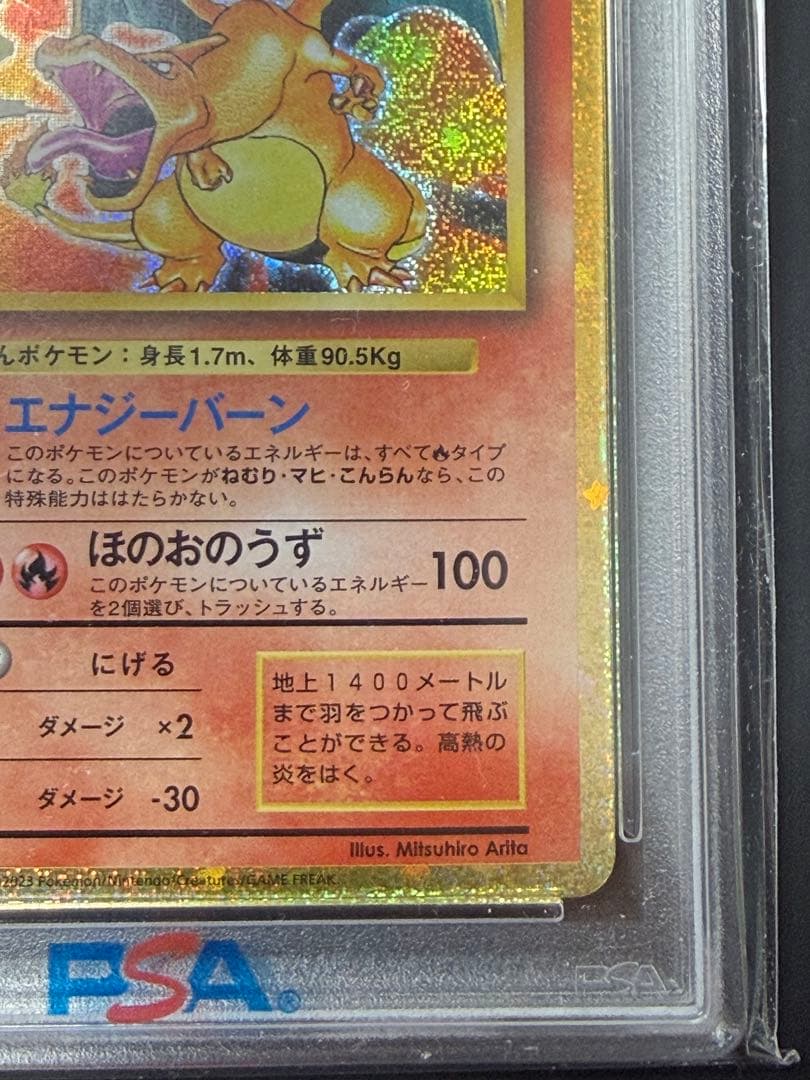 んポケモン：身長1.7m、体重90.5Kg
エナジーバーン
このポケモンについているエネルギーは、すべてタイプ
になる。このポケモンがねむり・マヒ・こんらんなら、この
特殊能力ははたらかない。
ほのおのうず 100
このポケモンについているエネルギー
を2個選び、トラッシュする。
にげる
ダメージ ×2
ダメージ -30
地上１４００メートル
まで羽をつかって飛ぶ
ことができる。高熱の
炎をはく。
Illus. Mitsuhiro Arita
2023 Pokémon/Nintendo/Creatures/GAME FREAK.
PSA®
PSA